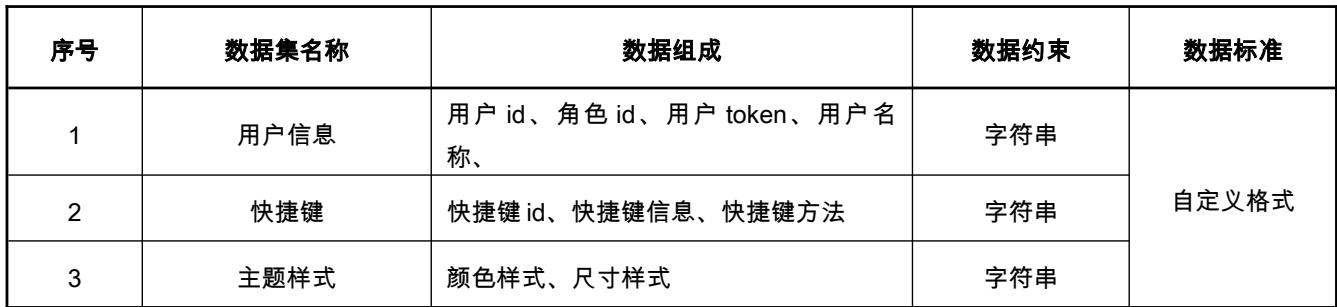 序号 数据集名称 数据组成 数据约束 数据标准
1 用户信息 用户 id、角色 id、用户 token、用户名
称、 字符串
2 快捷键 快捷键 id、快捷键信息、快捷键方法 字符串 自定义格式
3 主题样式 颜色样式、尺寸样式 字符串